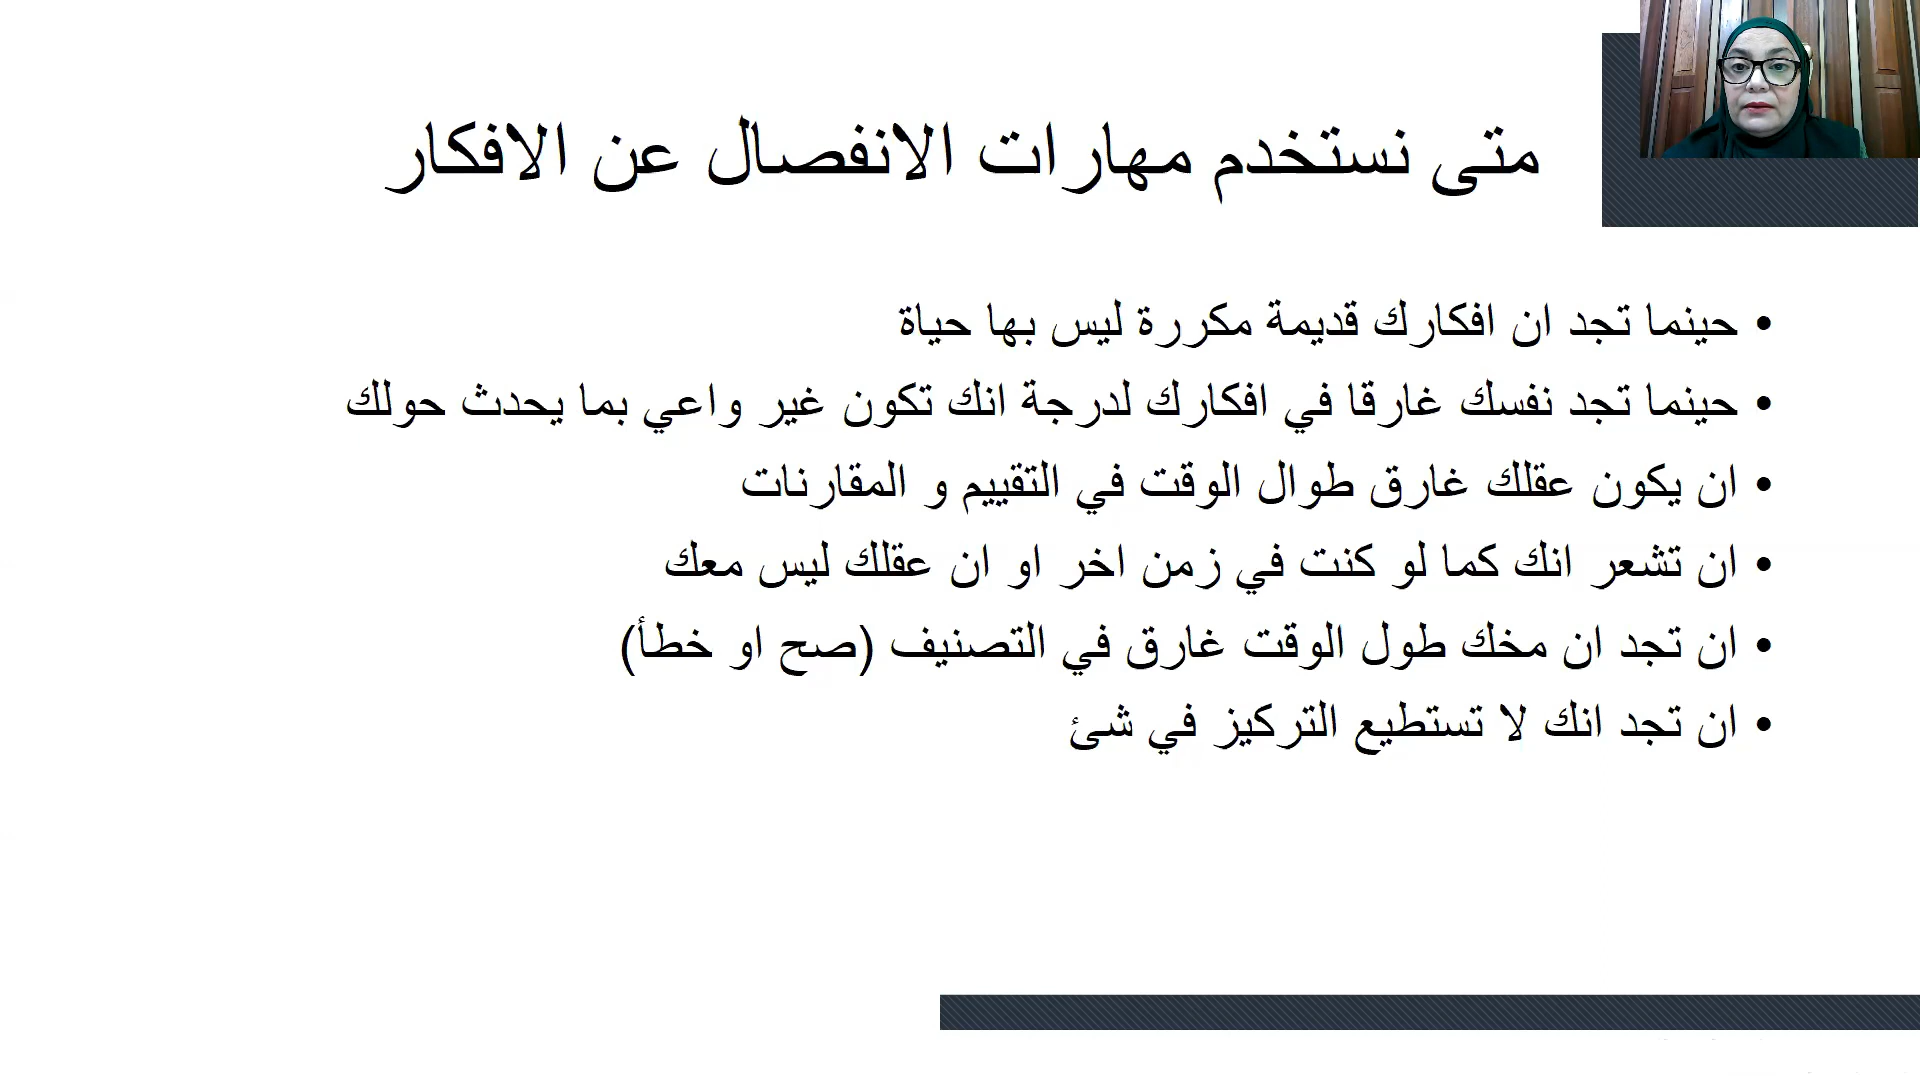 متى نستخدم مهارات الانفصال عن الافكار
• حينما تجد ان افكارك قديمة مكررة ليس بها حياة
• حينما تجد نفسك غارقا في افكارك لدرجة انك تكون غير واعي بما يحدث حولك
• ان يكون عقلك غارق طوال الوقت في التقييم و المقارنات
• ان تشعر انك كما لو كنت في زمن اخر او ان عقلك ليس معك
• ان تجد ان مخك طول الوقت غارق في التصنيف (صح او خطأ)
• ان تجد انك لا تستطيع التركيز في شئ